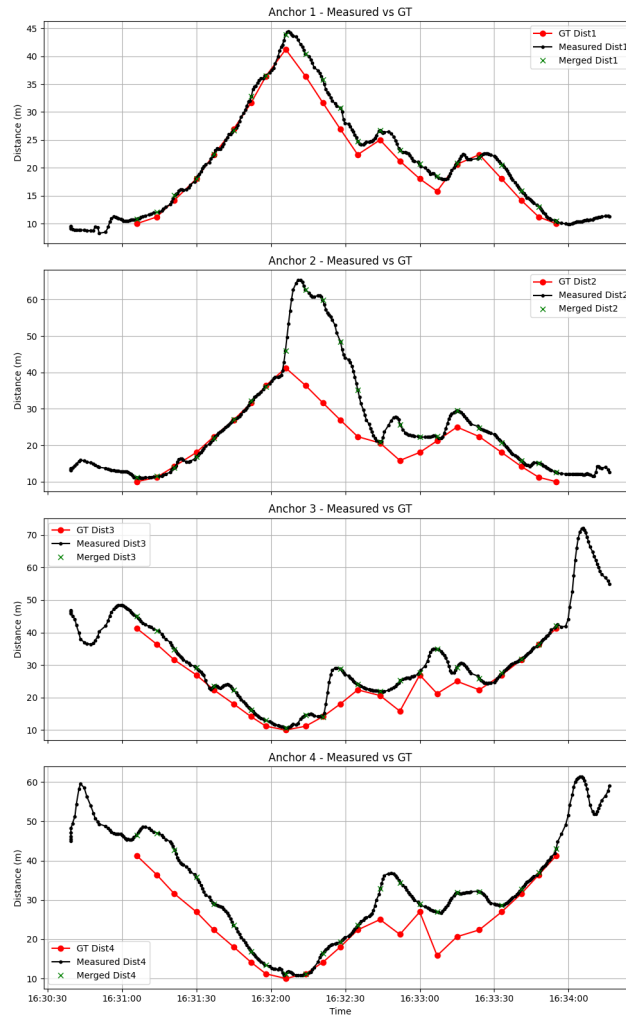 Anchor 1 - Measured vs GT
45
40
35
30
25
20
15
10
Distance (m)
GT Dist1
Measured Dist1
Merged Dist1
Anchor 2 - Measured vs GT
60
50
40
30
20
10
Distance (m)
GT Dist2
Measured Dist2
Merged Dist2
Anchor 3 - Measured vs GT
70
60
50
40
30
20
10
Distance (m)
GT Dist3
Measured Dist3
Merged Dist3
Anchor 4 - Measured vs GT
60
50
40
30
20
10
Distance (m)
GT Dist4
Measured Dist4
Merged Dist4
16:30:30 16:31:00 16:31:30 16:32:00 16:32:30 16:33:00 16:33:30 16:34:00
Time